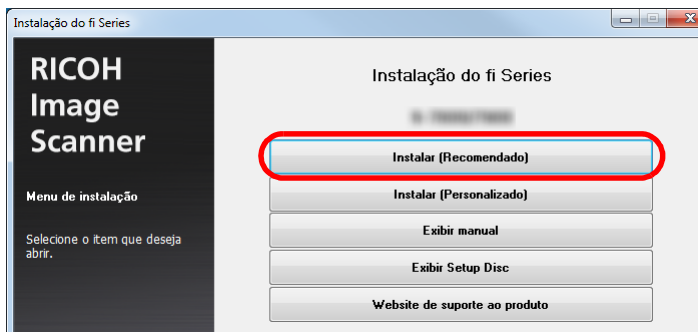 Instalação do fi Series
RICOH
Image
Scanner
Menu de instalação
Selecione o item que deseja
abrir.
Instalação do fi Series
Instalar (Recomendado)
Instalar (Personalizado)
Exibir manual
Exibir Setup Disc
Website de suporte ao produto